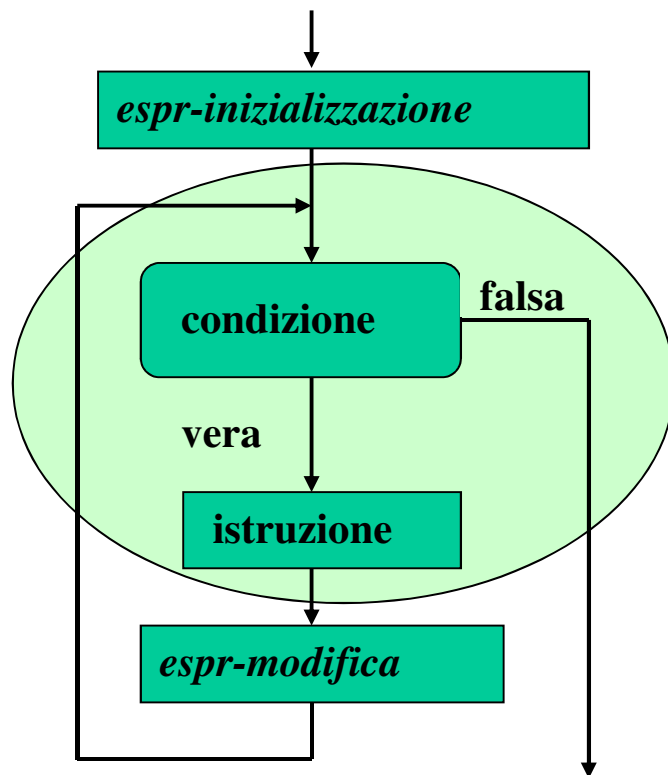 espr-inizializzazione
condizione
falsa
vera
istruzione
espr-modifica